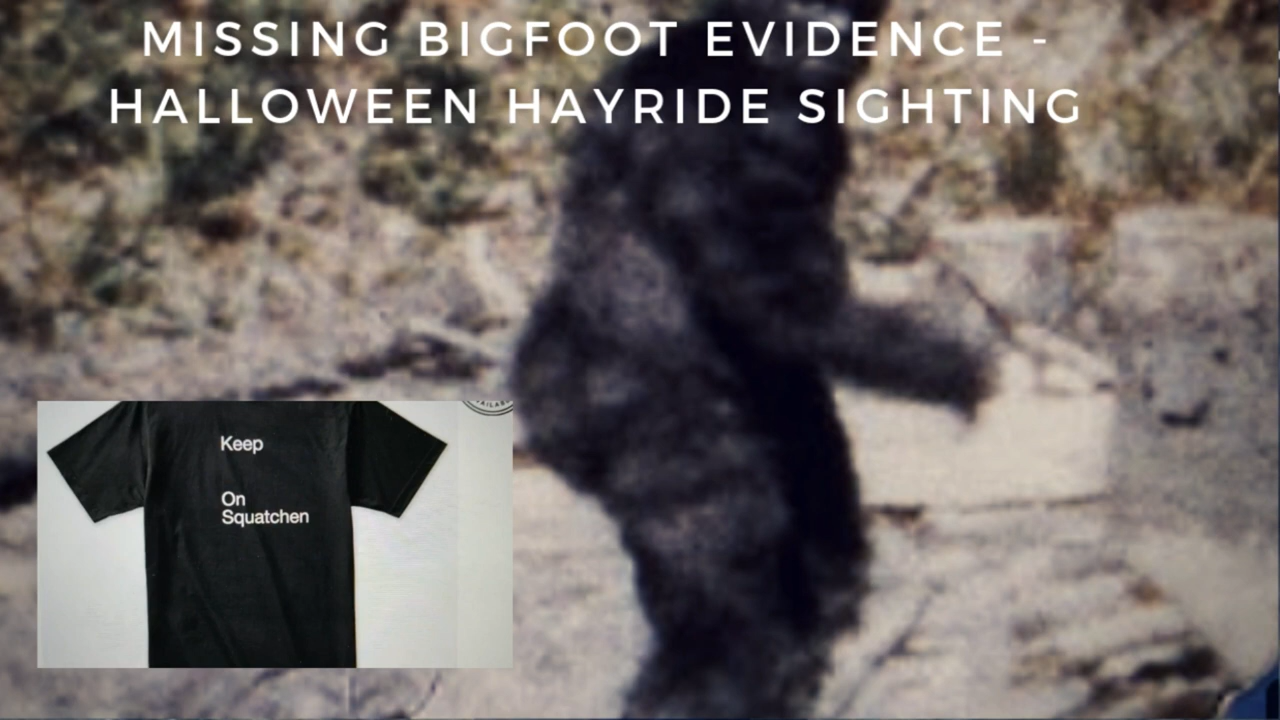 MISSING BIGFOOT EVIDENCE -
HALLOWEEN HAYRIDE SIGHTING
Keep
On
Squatchen